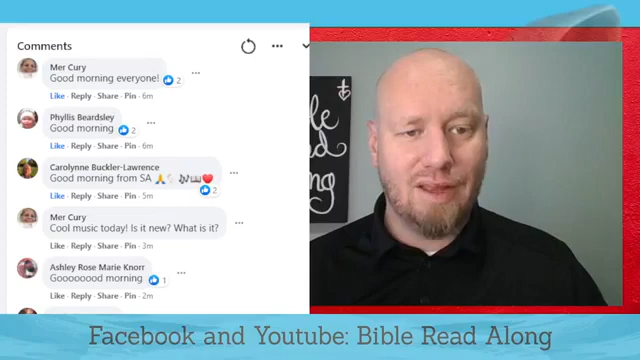 Comments
Mer Cury
Good morning everyone! 2
Like · Reply · Share · Pin · 6m
Phyllis Beardsley
Good morning 2
Like · Reply · Share · Pin · 6m
Carolynne Buckler-Lawrence
Good morning from SA 🙏🕊️🎶📖❤️
2
Like · Reply · Share · Pin · 5m
Mer Cury
Cool music today! Is it new? What is it?
Like · Reply · Share · Pin · 3m
Ashley Rose Marie Knorr
Gooooooood morning 1
Like · Reply · Share · Pin · 2m
Facebook and Youtube: Bible Read Along